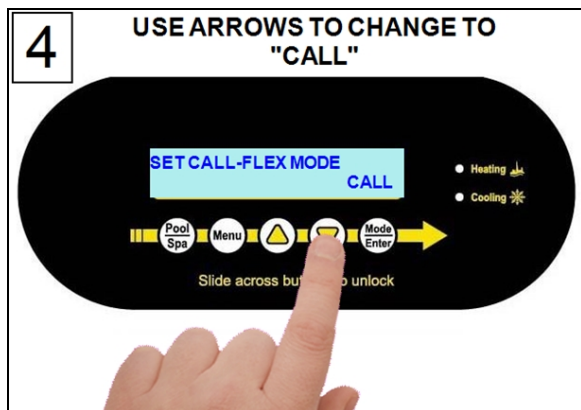 4
USE ARROWS TO CHANGE TO
"CALL"
SET CALL-FLEX MODE
CALL
Heating
Cooling
Pool
Spa
Menu
Mode
Enter
Slide across but o unlock